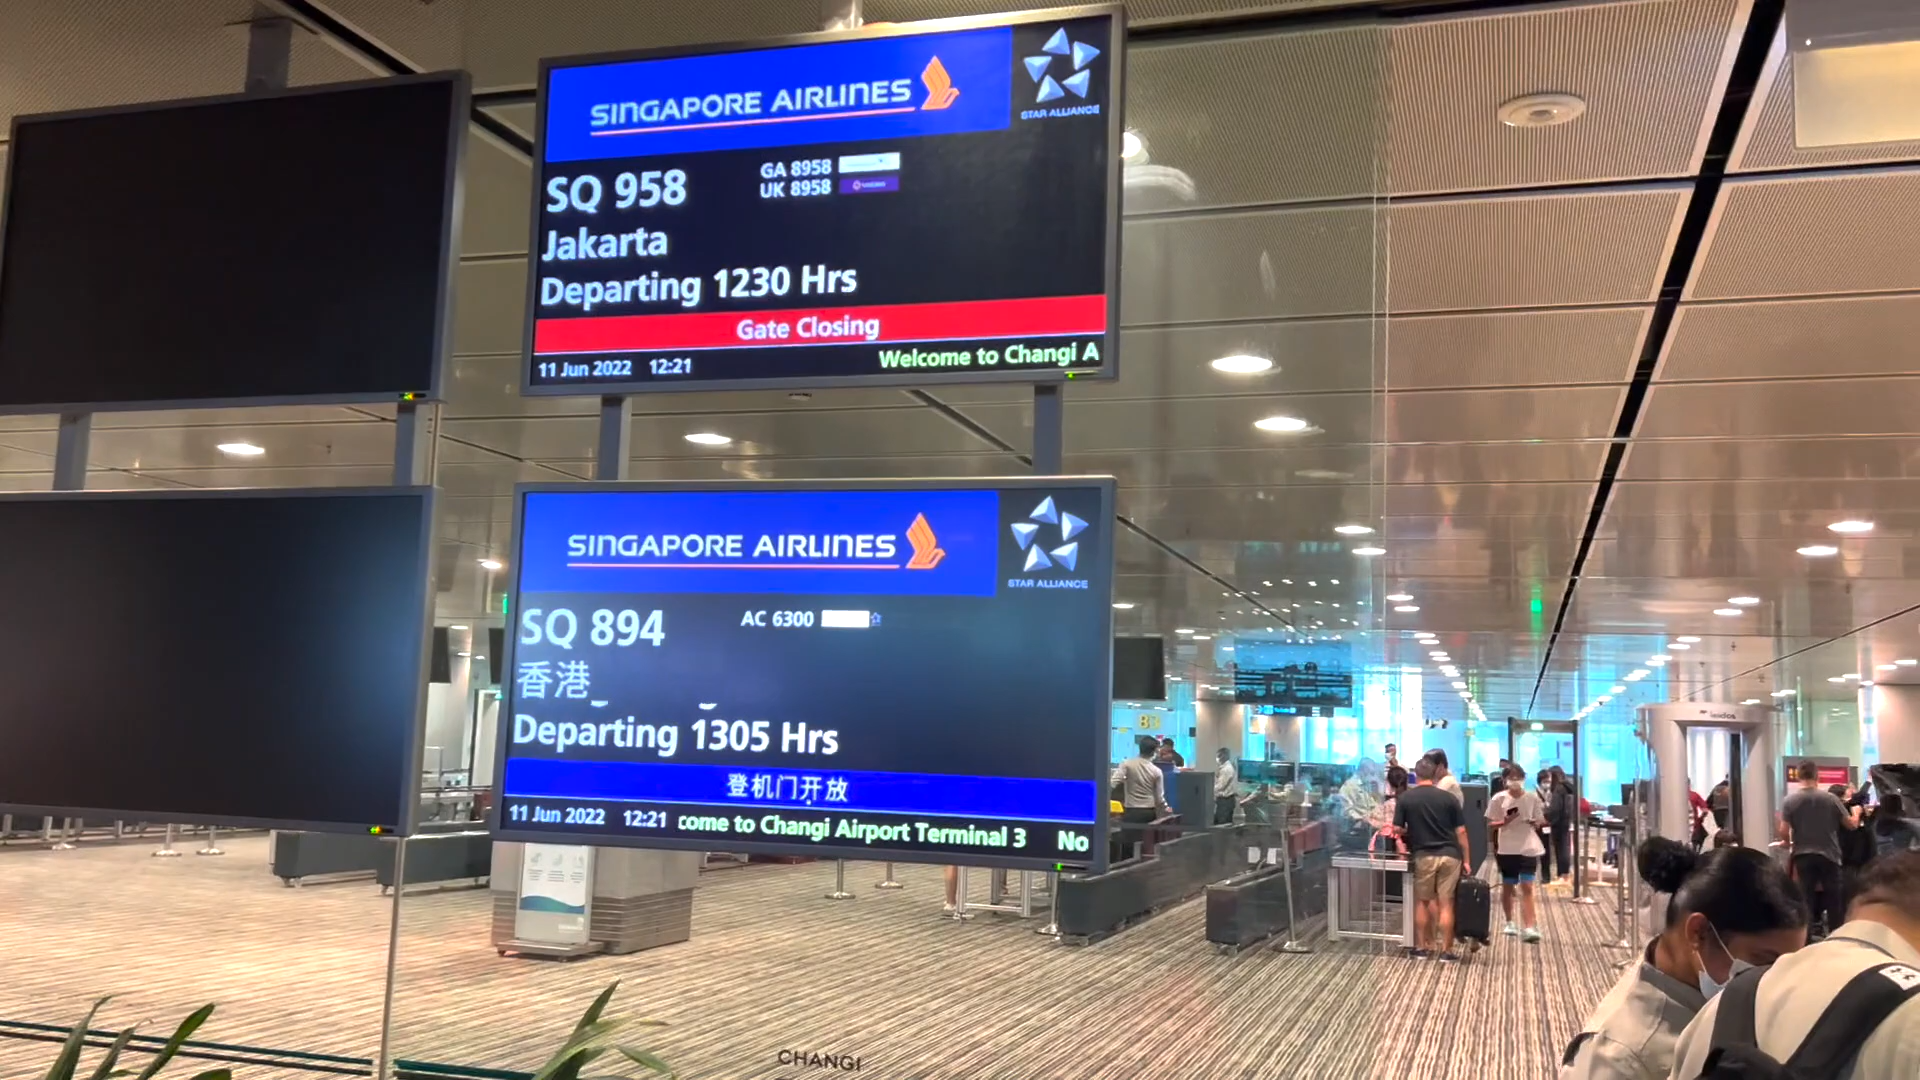 SINGAPORE AIRLINES
STAR ALLIANCE
SQ 958
GA 8958
UK 8958
Jakarta
Departing 1230 Hrs
Gate Closing
11 Jun 2022 12:21
Welcome to Changi A
SINGAPORE AIRLINES
STAR ALLIANCE
SQ 894
AC 6300
香港
Departing 1305 Hrs
登机门开放
11 Jun 2022 12:21
come to Changi Airport Terminal 3 No
leidos
CHANGI